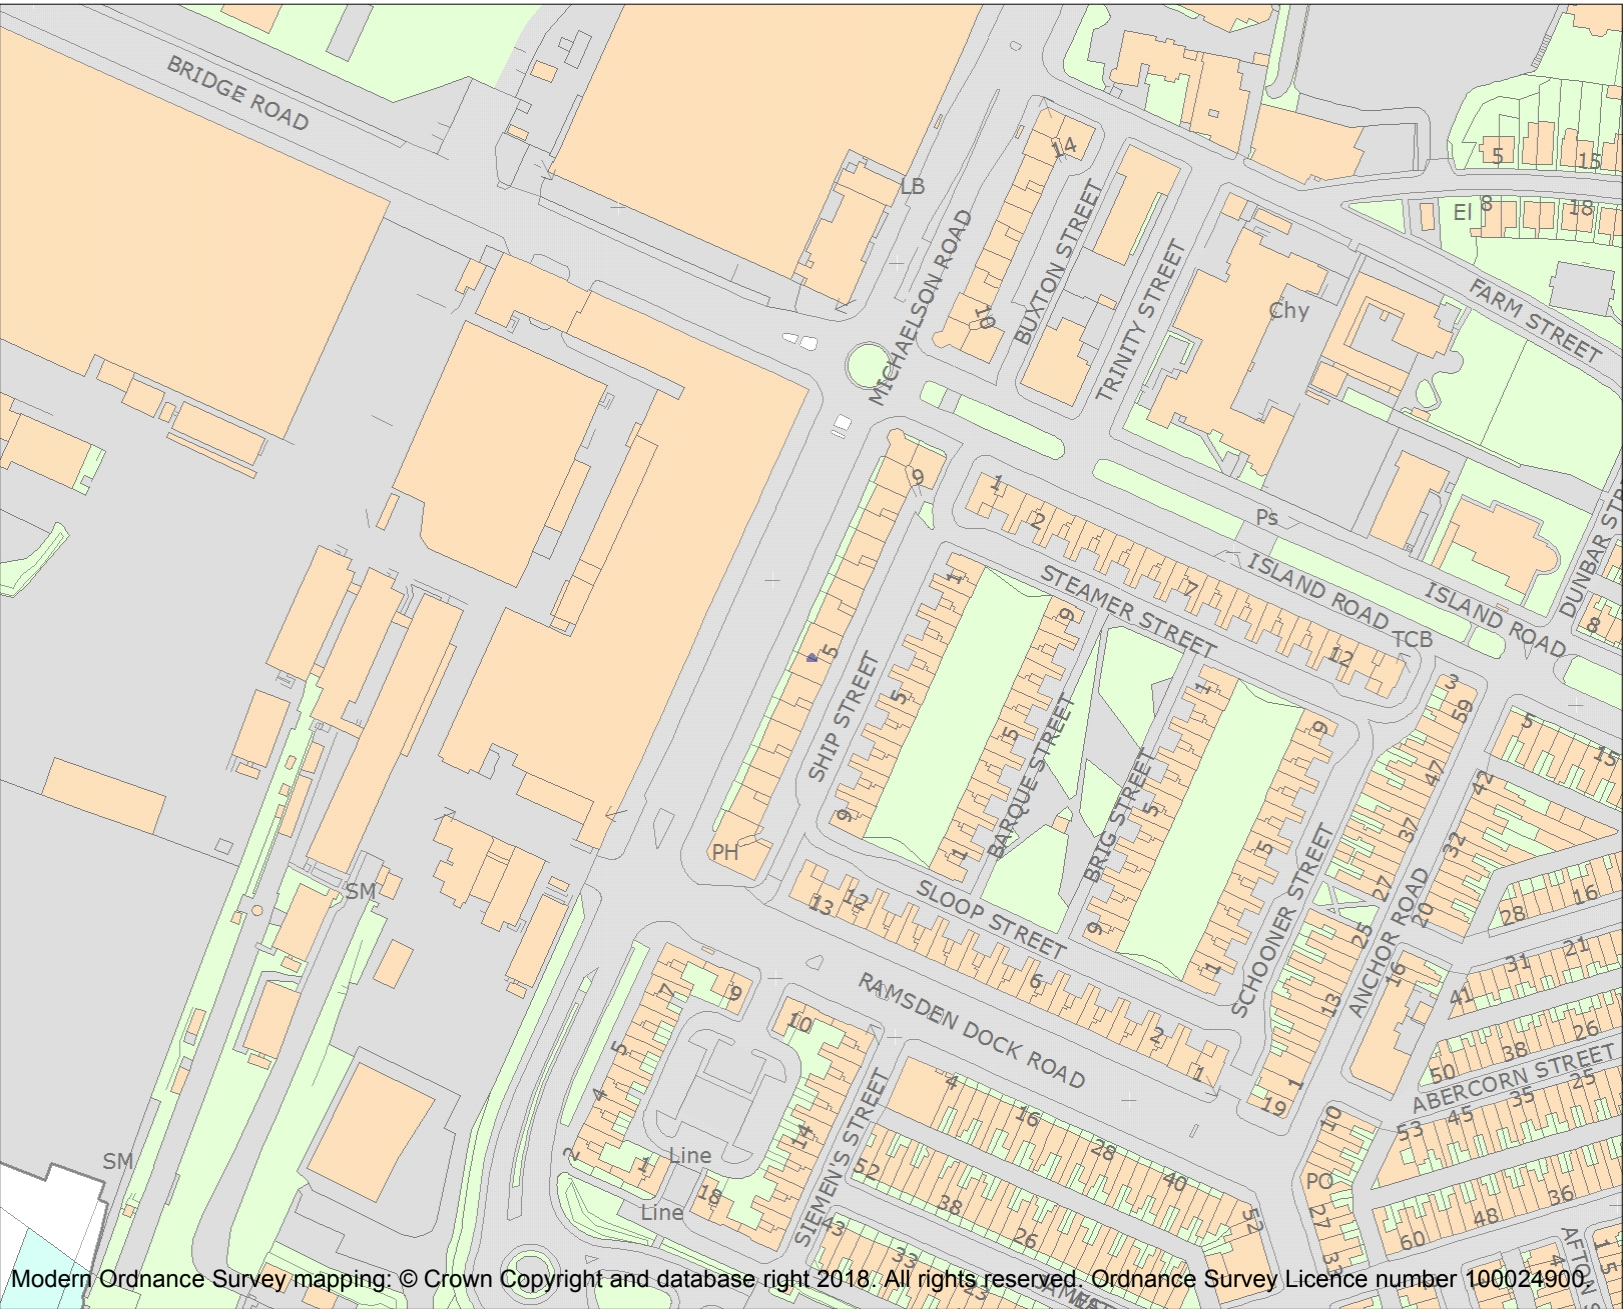 BRIDGE ROAD
14
5
15
LB
8
18
El
MICHAELSON ROAD
BUXTON STREET
TRINITY STREET
10
Chy
FARM STREET
9
1
2
Ps
ISLAND ROAD
ISLAND ROAD
DUNBAR STR
8
STEAMER STREET
7
1
9
TCB
12
5
SHIP STREET
5
5
1
9
3
59
5
15
BARQUE STREET
BRIG STREET
5
5
47
42
37
32
9
1
PH
SM
13
12
SLOOP STREET
9
1
SCHOONER STREET
ANCHOR ROAD
27
20
25
16
28
16
31
21
41
13
6
RAMSDEN DOCK ROAD
2
1
7
9
10
5
4
2
1
Line
14
18
Line
SIEMEN'S STREET
4
16
28
40
52
52
38
26
43
33
23
1
19
10
26
38
50
ABERCORN STREET
25
35
45
53
PO
27
33
36
48
60
AFTON S
4
15
SM
Modern Ordnance Survey mapping: © Crown Copyright and database right 2018. All rights reserved. Ordnance Survey Licence number 100024900.